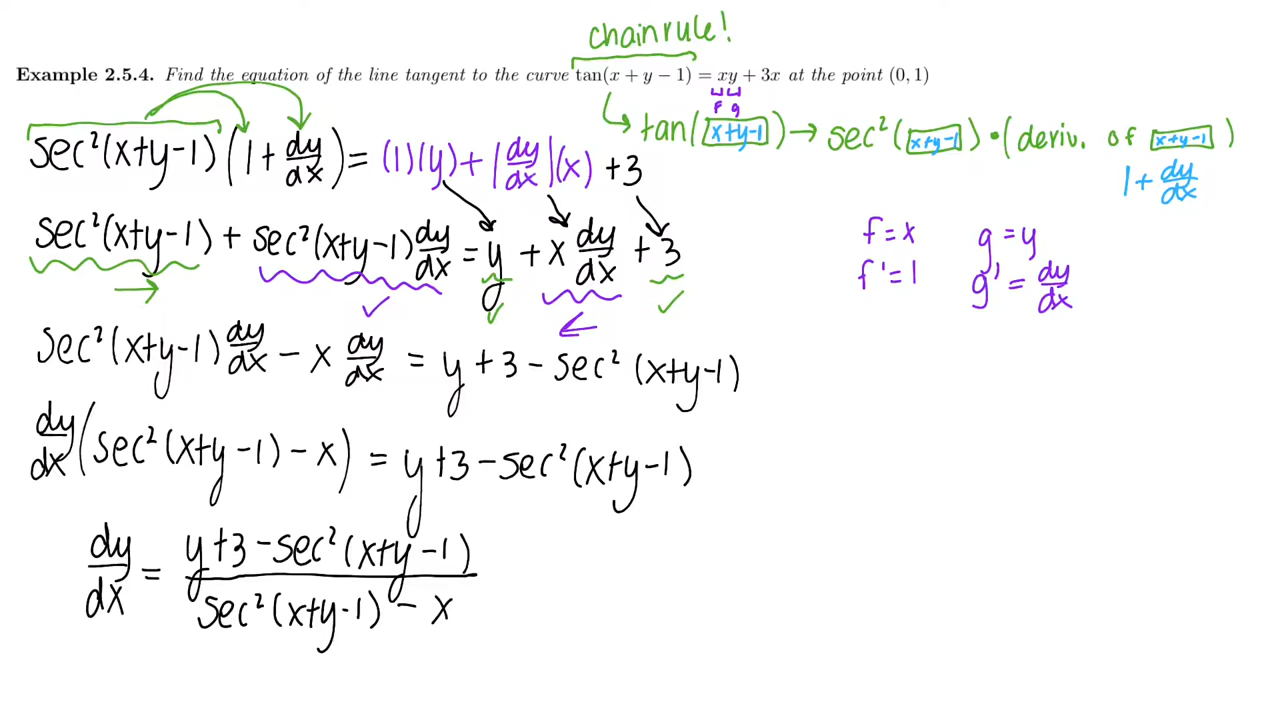 chain rule!
Example 2.5.4. Find the equation of the line tangent to the curve tan(x + y − 1) = xy + 3x at the point (0, 1)
f g
tan(x+y-1) → sec²(x+y-1) • (deriv. of x+y-1)
1 + dy/dx
sec²(x+y-1)(1 + dy/dx) = (1)(y) + (dy/dx)(x) + 3
f = x g = y
f' = 1 g' = dy/dx
sec²(x+y-1) + sec²(x+y-1) dy/dx = y + x dy/dx + 3
sec²(x+y-1) dy/dx - x dy/dx = y + 3 - sec²(x+y-1)
dy/dx (sec²(x+y-1) - x) = y + 3 - sec²(x+y-1)
dy/dx = (y + 3 - sec²(x+y-1)) / (sec²(x+y-1) - x)